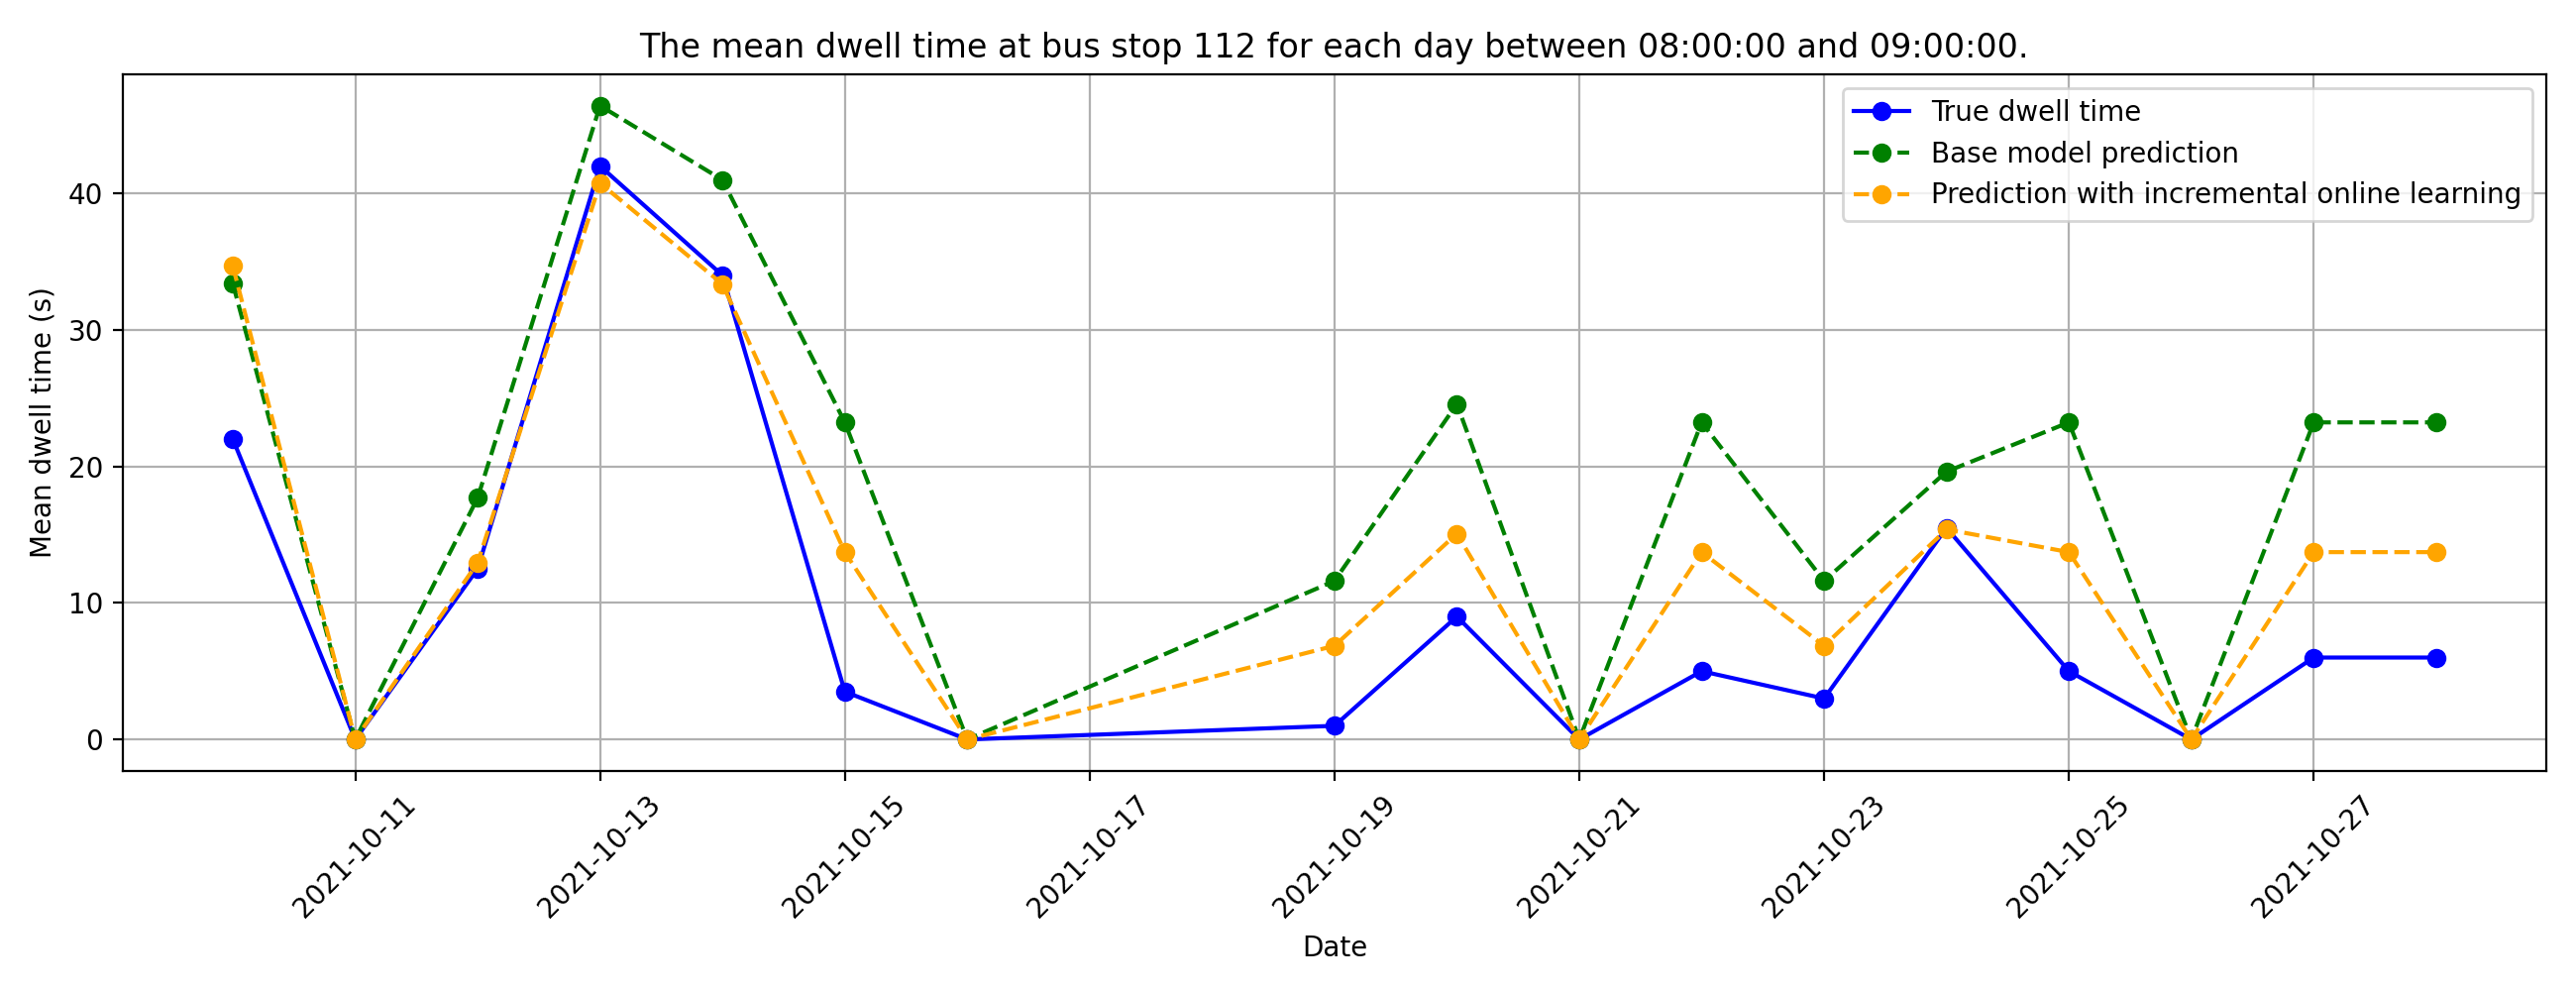 The mean dwell time at bus stop 112 for each day between 08:00:00 and 09:00:00.
True dwell time
Base model prediction
Prediction with incremental online learning
Mean dwell time (s)
40
30
20
10
0
2021-10-11
2021-10-13
2021-10-15
2021-10-17
2021-10-19
2021-10-21
2021-10-23
2021-10-25
2021-10-27
Date